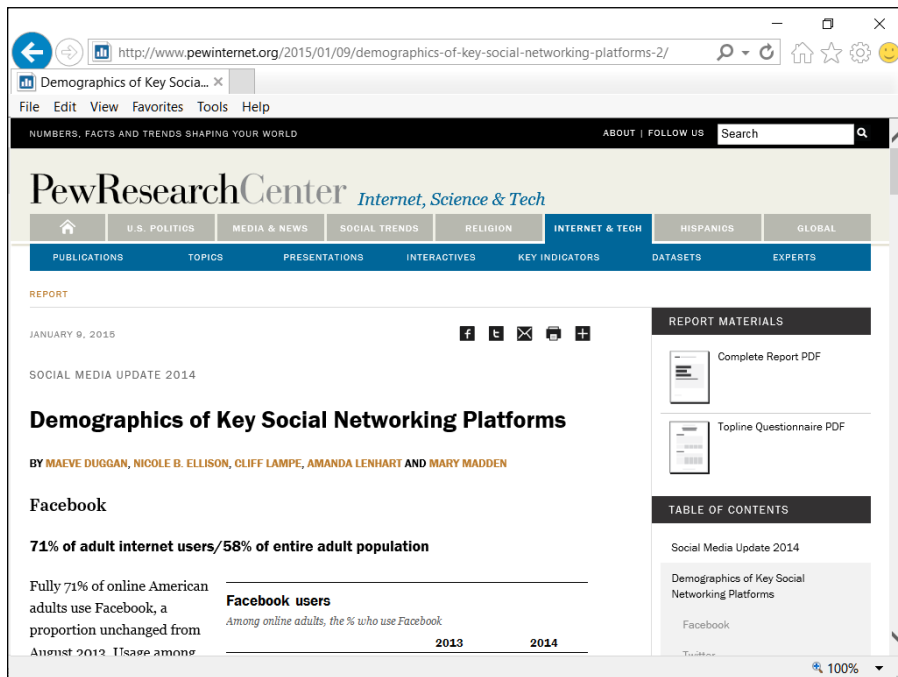 http://www.pewinternet.org/2015/01/09/demographics-of-key-social-networking-platforms-2/
Demographics of Key Socia...
File Edit View Favorites Tools Help
NUMBERS, FACTS AND TRENDS SHAPING YOUR WORLD
ABOUT | FOLLOW US
Search
PewResearchCenter Internet, Science & Tech
U.S. POLITICS MEDIA & NEWS SOCIAL TRENDS RELIGION INTERNET & TECH HISPANICS GLOBAL
PUBLICATIONS TOPICS PRESENTATIONS INTERACTIVES KEY INDICATORS DATASETS EXPERTS
REPORT
JANUARY 9, 2015
SOCIAL MEDIA UPDATE 2014
Demographics of Key Social Networking Platforms
BY MAEVE DUGGAN, NICOLE B. ELLISON, CLIFF LAMPE, AMANDA LENHART AND MARY MADDEN
Facebook
71% of adult internet users/58% of entire adult population
Fully 71% of online American
adults use Facebook, a
proportion unchanged from
August 2013. Usage among
Facebook users
Among online adults, the % who use Facebook
2013 2014
REPORT MATERIALS
Complete Report PDF
Topline Questionnaire PDF
TABLE OF CONTENTS
Social Media Update 2014
Demographics of Key Social
Networking Platforms
Facebook
Twitter
100%